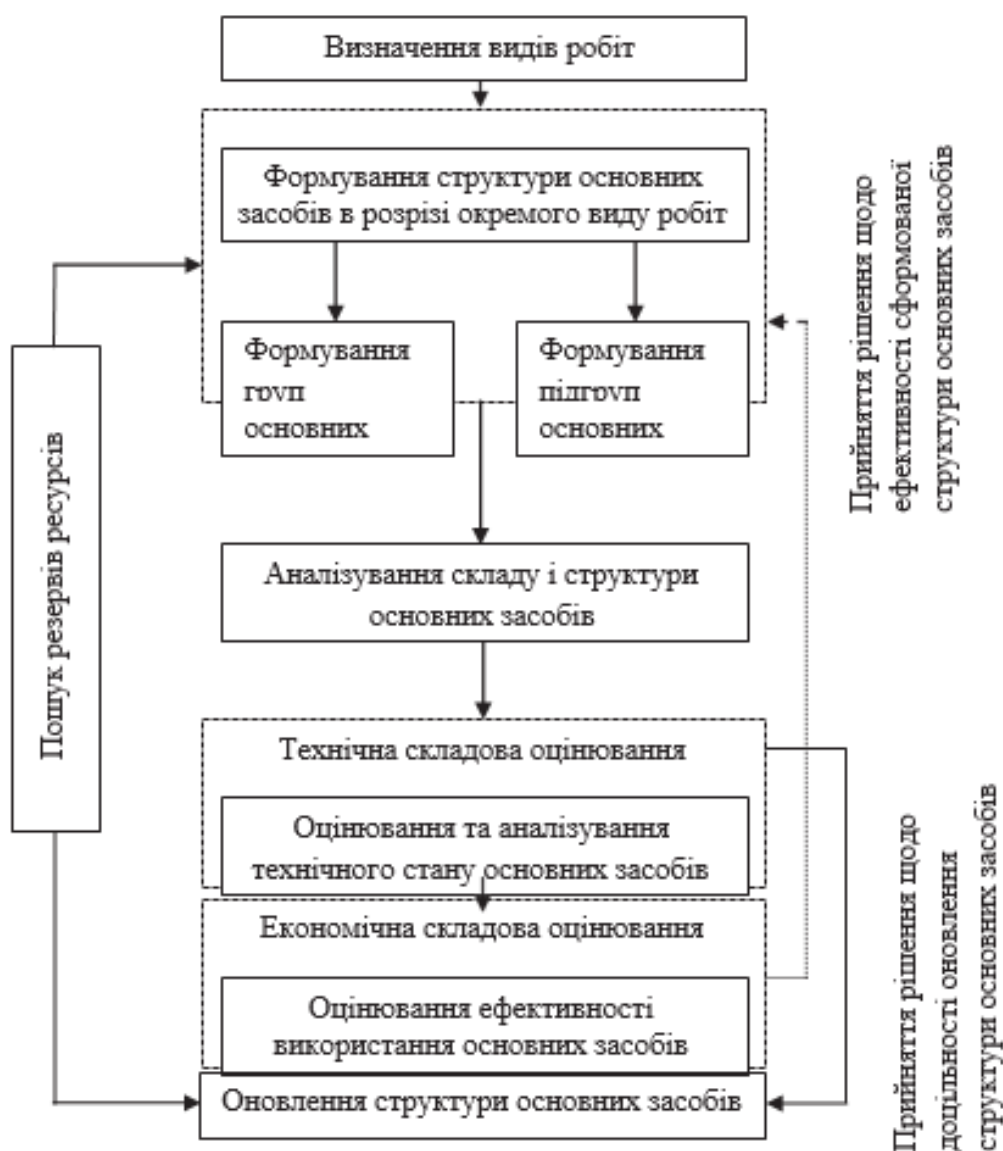 Визначення видів робіт
Формування структури основних
засобів в розрізі окремого виду робіт
Формування
груп
основних
Формування
підгруп
основних
Аналізування складу і структури
основних засобів
Технічна складова оцінювання
Оцінювання та аналізування
технічного стану основних засобів
Економічна складова оцінювання
Оцінювання ефективності
використання основних засобів
Оновлення структури основних засобів
Пошук резервів ресурсів
Прийняття рішення щодо
ефективності сформованої
структури основних засобів
Прийняття рішення щодо
доцільності оновлення
структури основних засобів